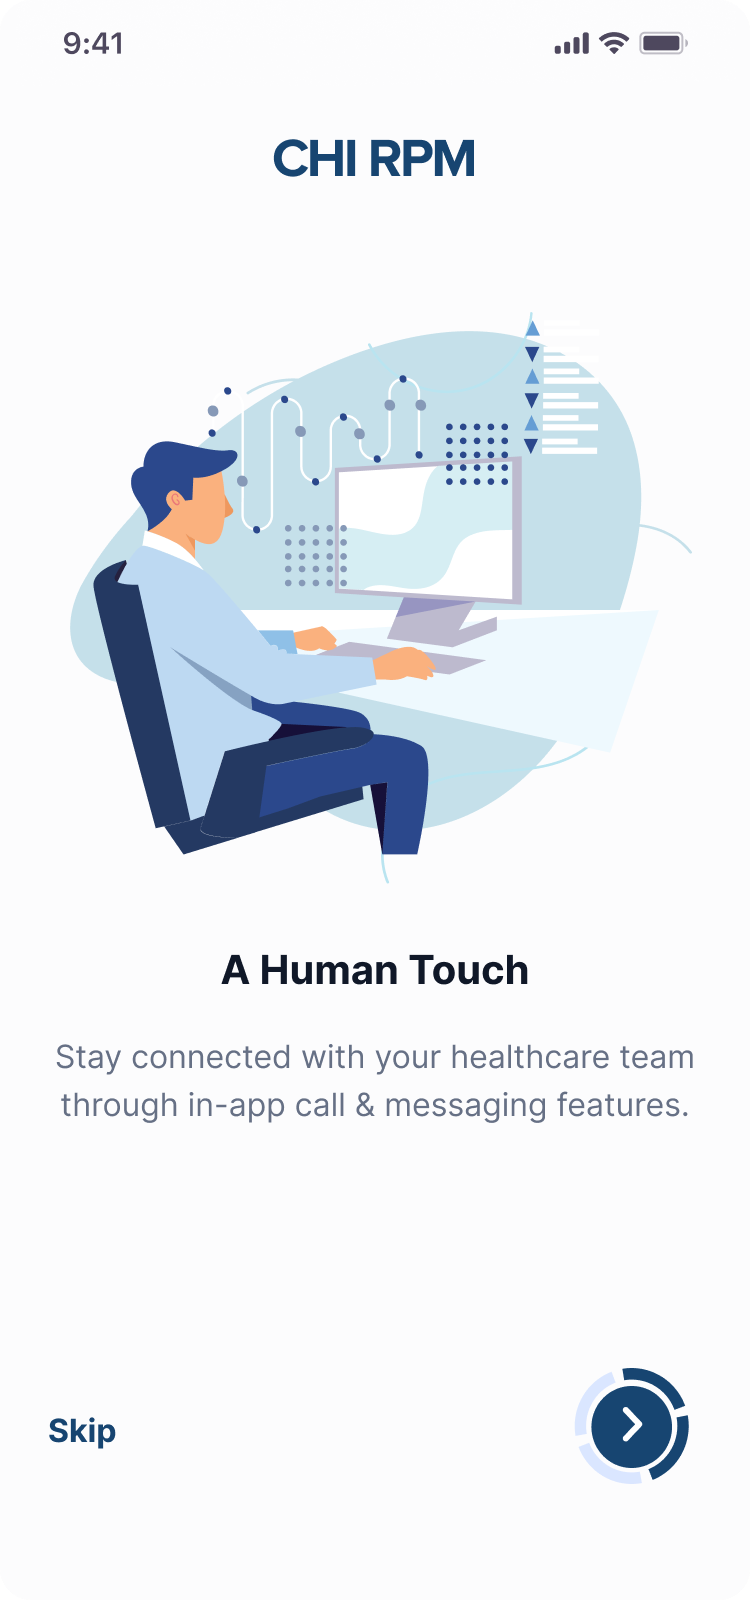 9:41
CHI RPM
A Human Touch
Stay connected with your healthcare team
through in-app call & messaging features.
Skip